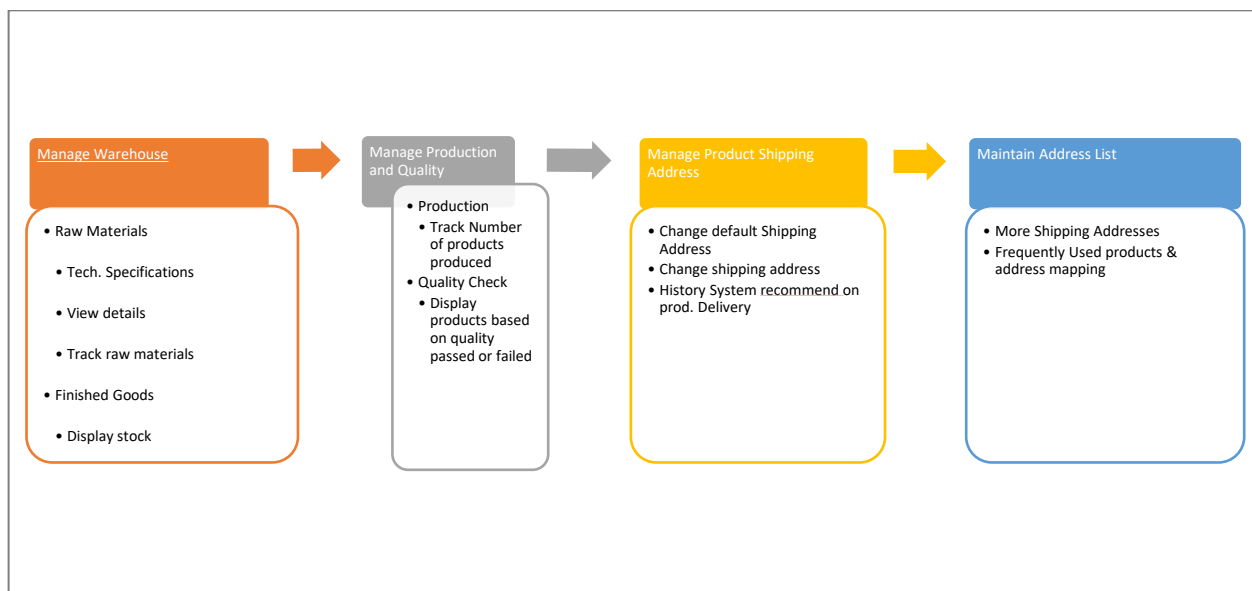 Manage Warehouse
• Raw Materials
• Tech. Specifications
• View details
• Track raw materials
• Finished Goods
• Display stock
Manage Production
and Quality
• Production
• Track Number
of products
produced
• Quality Check
• Display
products based
on quality
passed or failed
Manage Product Shipping
Address
• Change default Shipping
Address
• Change shipping address
• History System recommend on
prod. Delivery
Maintain Address List
• More Shipping Addresses
• Frequently Used products &
address mapping